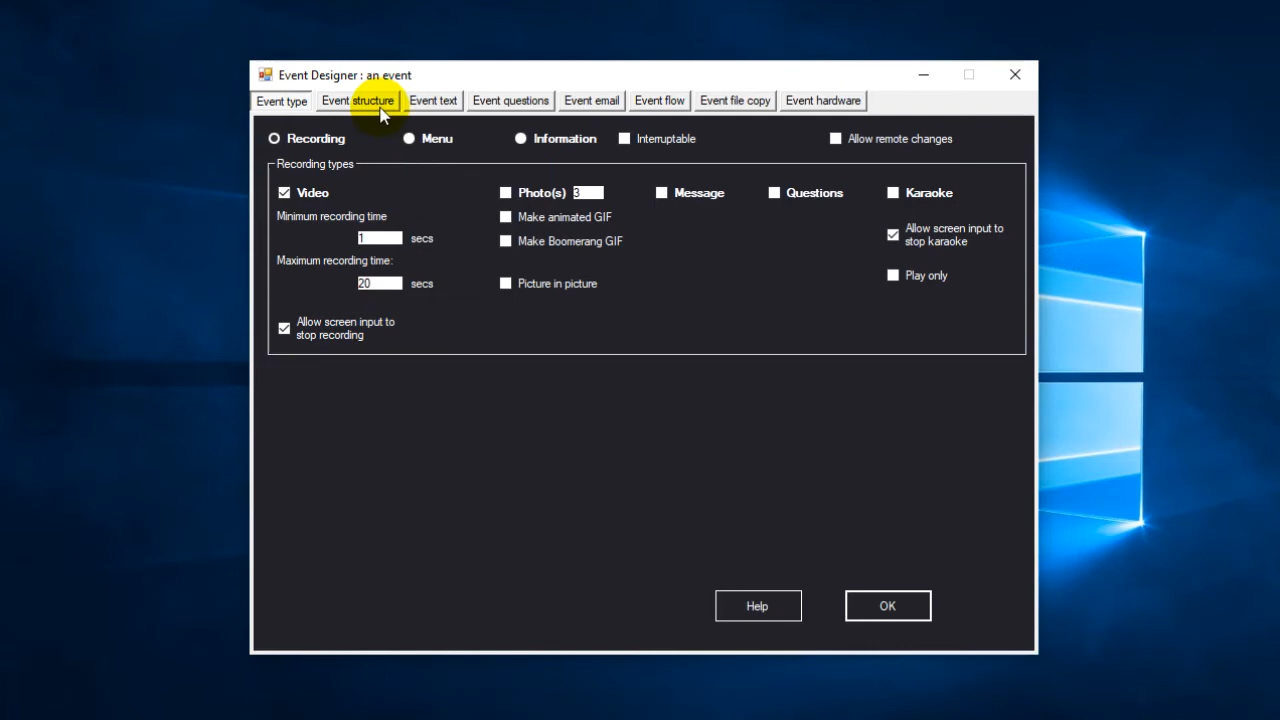 Event Designer : an event
Event type Event structure Event text Event questions Event email Event flow Event file copy Event hardware
Recording Menu Information Interruptable Allow remote changes
Recording types
Video Photo(s) 3 Message Questions Karaoke
Minimum recording time Make animated GIF
1 secs Make Boomerang GIF
Allow screen input to
stop karaoke
Maximum recording time:
20 secs Picture in picture Play only
Allow screen input to
stop recording
Help OK